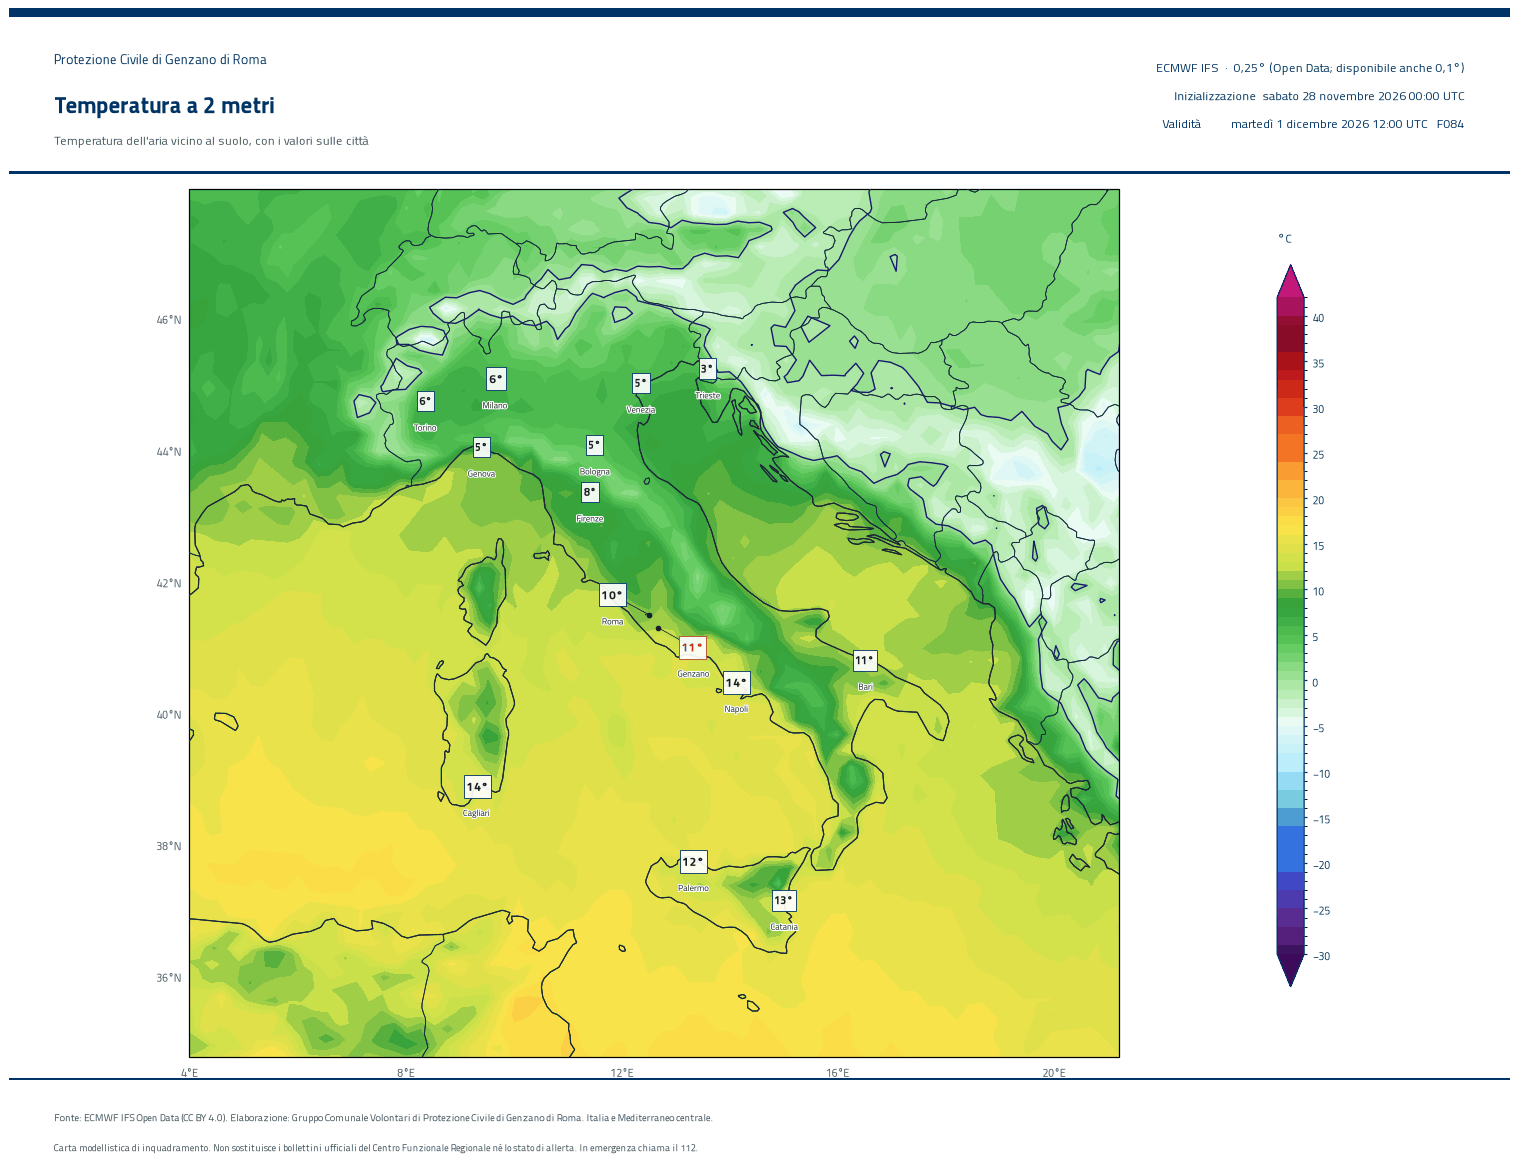 Protezione Civile di Genzano di Roma
Temperatura a 2 metri
Temperatura dell'aria vicino al suolo, con i valori sulle città
ECMWF IFS · 0,25° (Open Data; disponibile anche 0,1°)
Inizializzazione sabato 28 novembre 2026 00:00 UTC
Validità martedì 1 dicembre 2026 12:00 UTC F084
°C
40
35
30
25
20
15
10
5
0
−5
−10
−15
−20
−25
−30
46°N
44°N
42°N
40°N
38°N
36°N
4°E
8°E
12°E
16°E
20°E
3°
Trieste
6°
Milano
5°
Venezia
6°
Torino
5°
Genova
5°
Bologna
8°
Firenze
10°
Roma
11°
Genzano
11°
Bari
14°
Napoli
14°
Cagliari
12°
Palermo
13°
Catania
Fonte: ECMWF IFS Open Data (CC BY 4.0). Elaborazione: Gruppo Comunale Volontari di Protezione Civile di Genzano di Roma. Italia e Mediterraneo centrale.
Carta modellistica di inquadramento. Non sostituisce i bollettini ufficiali del Centro Funzionale Regionale né lo stato di allerta. In emergenza chiama il 112.